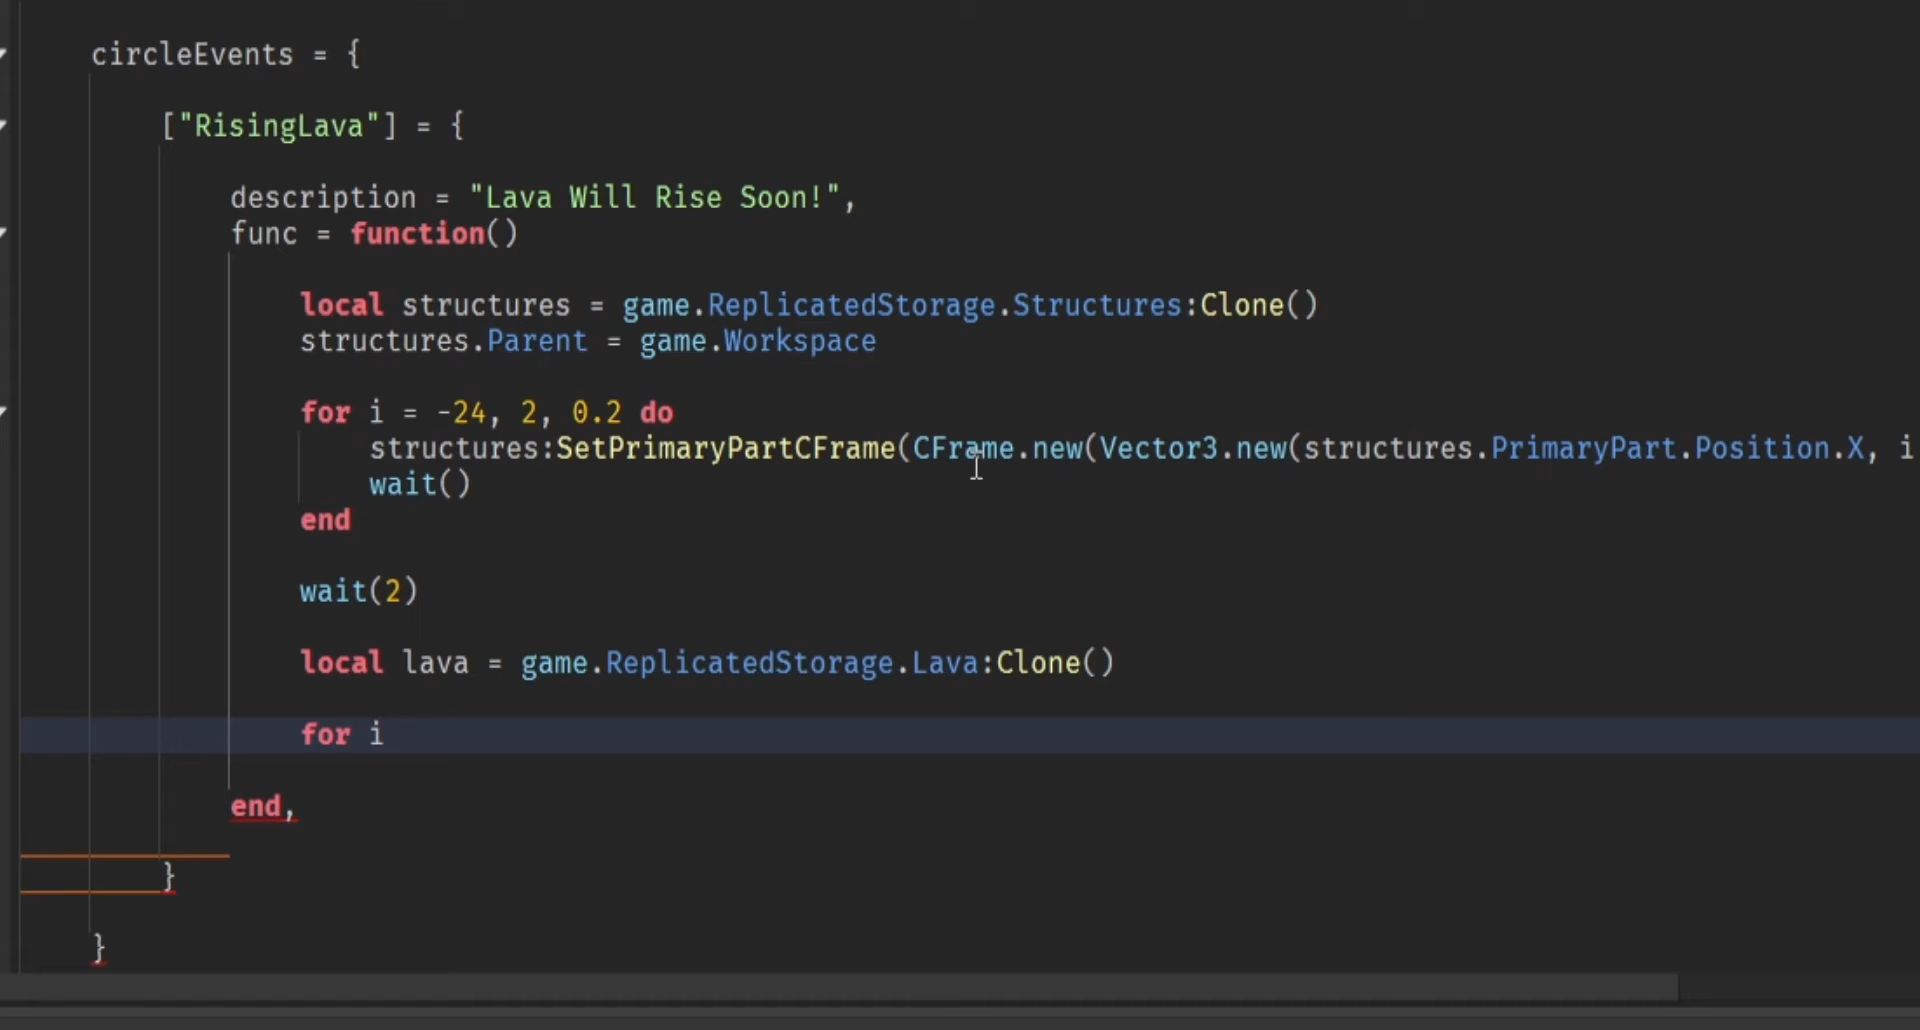 circleEvents = {
["RisingLava"] = {
description = "Lava Will Rise Soon!",
func = function()
local structures = game.ReplicatedStorage.Structures:Clone()
structures.Parent = game.Workspace
for i = -24, 2, 0.2 do
structures:SetPrimaryPartCFrame(CFrame.new(Vector3.new(structures.PrimaryPart.Position.X, i
wait()
end
wait(2)
local lava = game.ReplicatedStorage.Lava:Clone()
for i
end,
}
}